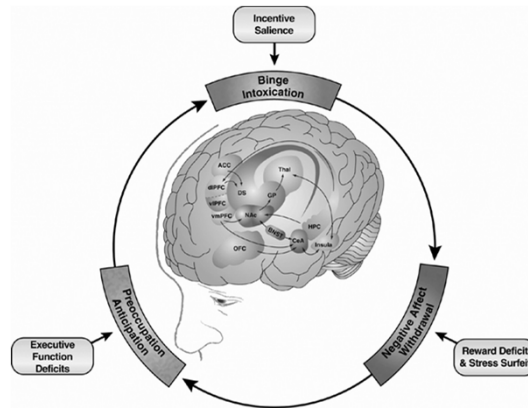 Incentive
Salience
Binge
Intoxication
ACC
dlPFC
vlPFC
vmPFC
OFC
DS
GP
Thal
NAc
BNST
CeA
HPC
Insula
Negative Affect
Withdrawal
Preoccupation
Anticipation
Executive
Function
Deficits
Reward Deficit
& Stress Surfeit